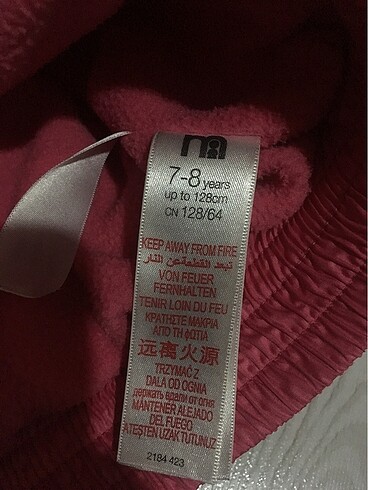 7-8 years
up to 128cm
CN 128/64
KEEP AWAY FROM FIRE
تبعد القطعة عن النار
VON FEUER
FERNHALTEN
TENIR LOIN DU FEU
ΚΡΑΤΗΣΤΕ ΜΑΚΡΙΑ
ΑΠΟ ΤΗ ΦΩΤΙΑ
远离火源
TRZYMAĆ Z
DALA OD OGNIA
держать вдали от огня
MANTENER ALEJADO
DEL FUEGO
ATEŞTEN UZAK TUTUNUZ
2184 423